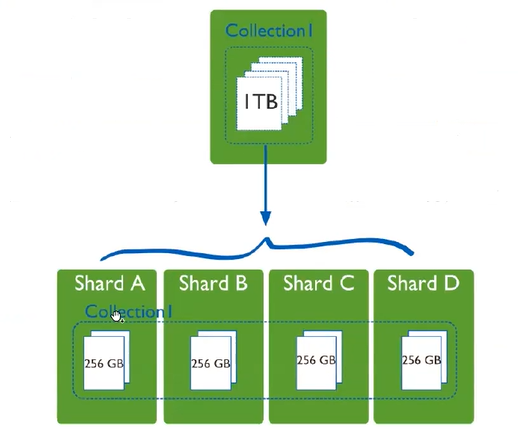 Collection1
1TB
Shard A
Shard B
Shard C
Shard D
Collection1
256 GB
256 GB
256 GB
256 GB